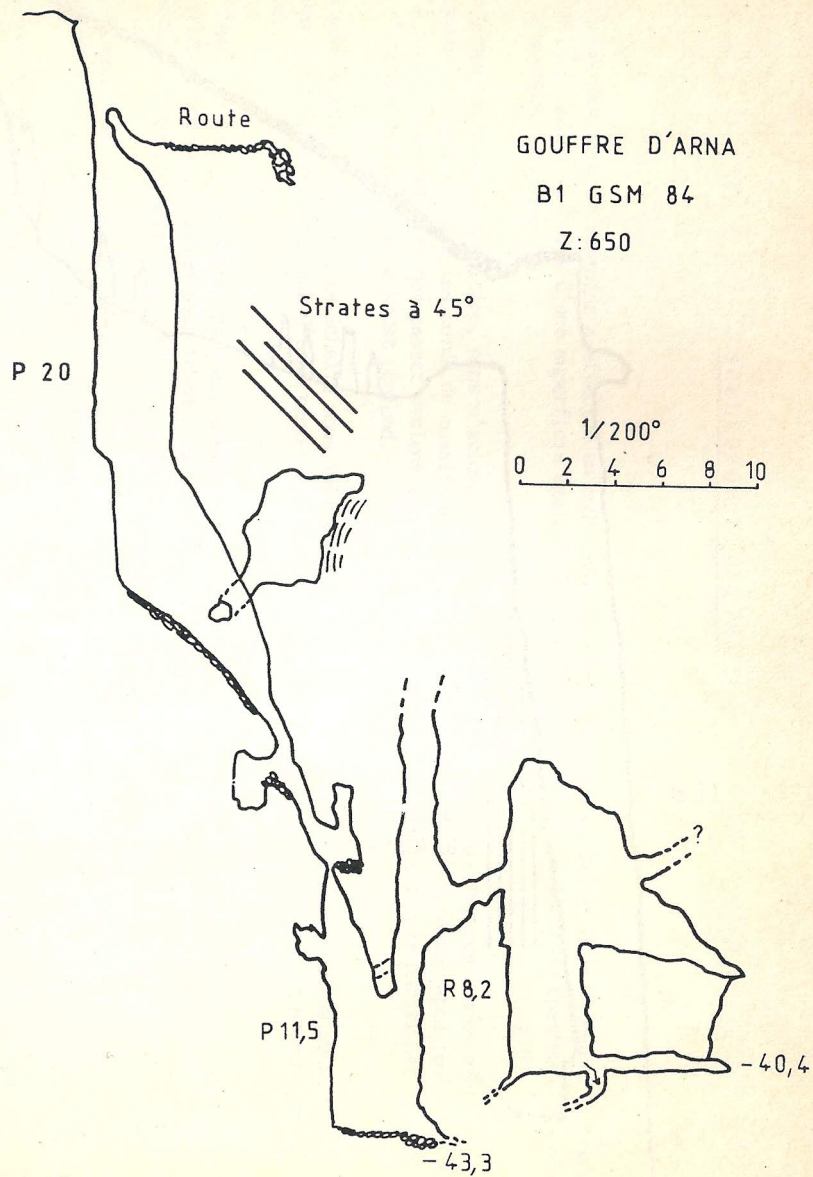 Route
GOUFFRE D'ARNA
B1 GSM 84
Z: 650
Strates à 45°
P 20
1/200°
0 2 4 6 8 10
?
R 8,2
P 11,5
- 40,4
- 43,3